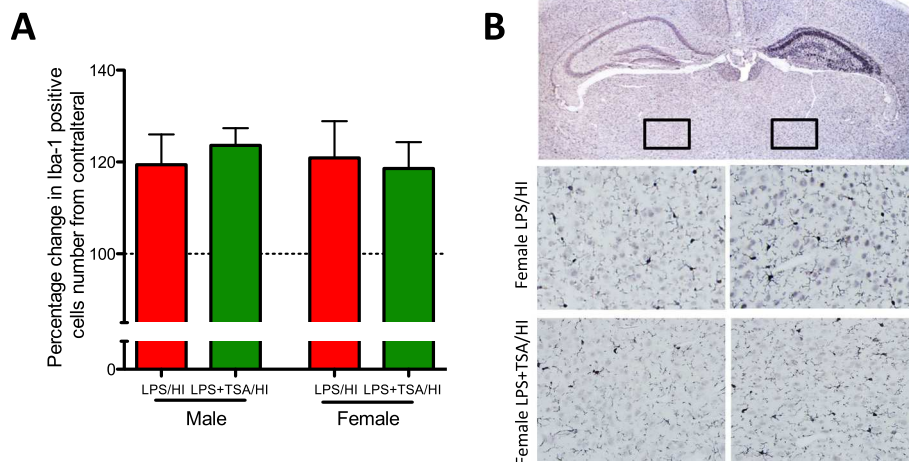 A
B
Percentage change in Iba-1 positive
cells number from contralteral
140
120
100
0
LPS/HI LPS+TSA/HI
LPS/HI LPS+TSA/HI
Male
Female
Female LPS/HI
Female LPS+TSA/HI